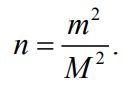 n = m²/M².